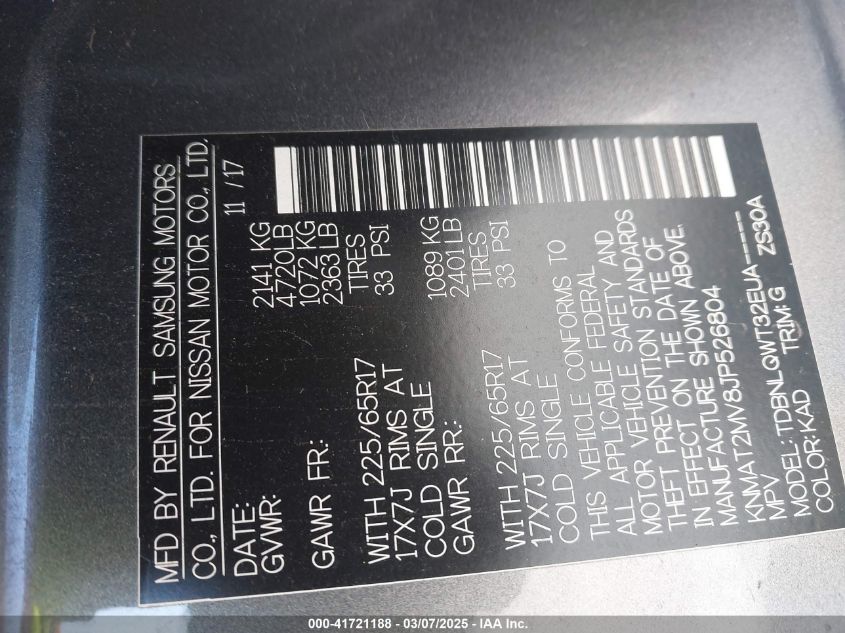 MFD BY RENAULT SAMSUNG MOTORS
CO., LTD. FOR NISSAN MOTOR CO., LTD.
DATE: 11 / 17
GVWR: 2141 KG
4720LB
GAWR FR: 1072 KG
2363 LB
WITH 225/65R17 TIRES
17X7J RIMS AT 33 PSI
COLD SINGLE
GAWR RR: 1089 KG
2401LB
WITH 225/65R17 TIRES
17X7J RIMS AT 33 PSI
COLD SINGLE
THIS VEHICLE CONFORMS TO
ALL APPLICABLE FEDERAL
MOTOR VEHICLE SAFETY AND
THEFT PREVENTION STANDARDS
IN EFFECT ON THE DATE OF
MANUFACTURE SHOWN ABOVE.
KNMAT2MV8JP526804
MPV
MODEL: TDBNLQWT32EUA-----
COLOR: KAD TRIM: G ZS30A
000-41721188 - 03/07/2025 - IAA Inc.